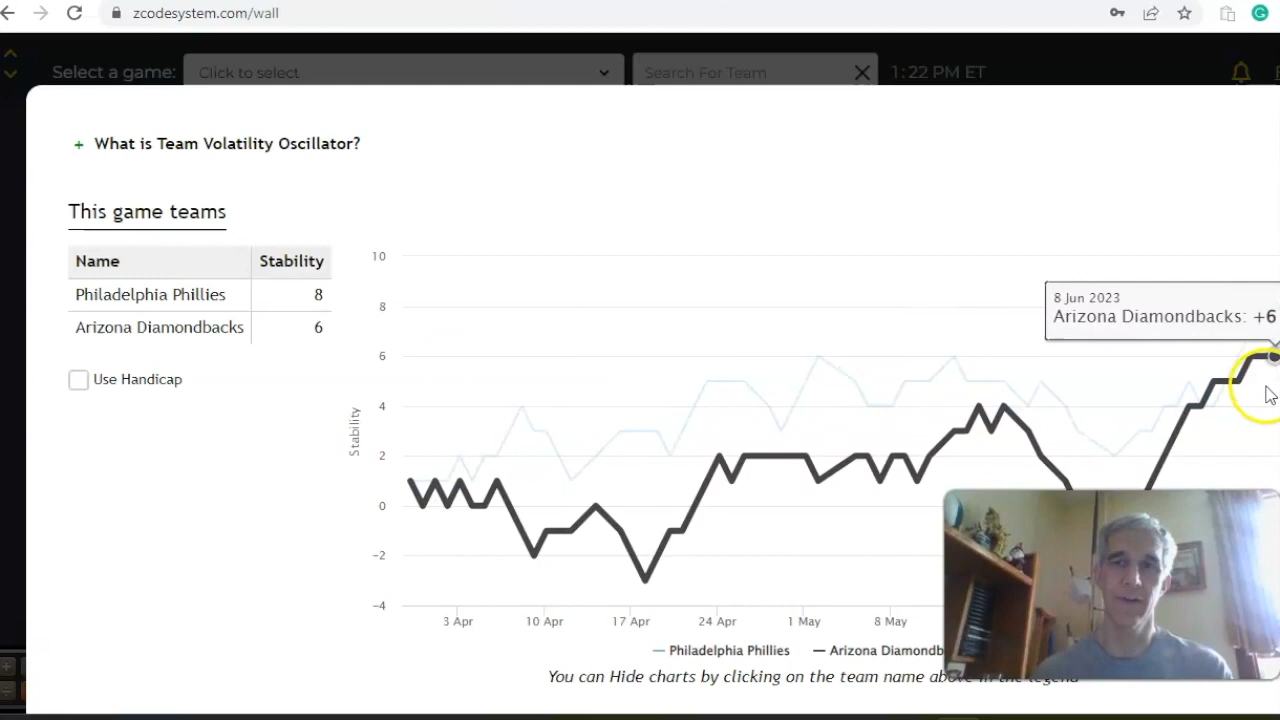 zcodesystem.com/wall
Select a game: Click to select Search For Team 1:22 PM ET
+ What is Team Volatility Oscillator?
This game teams
Name Stability
Philadelphia Phillies 8
Arizona Diamondbacks 6
Use Handicap
10
8
6
4
2
0
-2
-4
Stability
8 Jun 2023
Arizona Diamondbacks: +6
3 Apr 10 Apr 17 Apr 24 Apr 1 May 8 May
Philadelphia Phillies Arizona Diamondb
You can Hide charts by clicking on the team name above in the legend